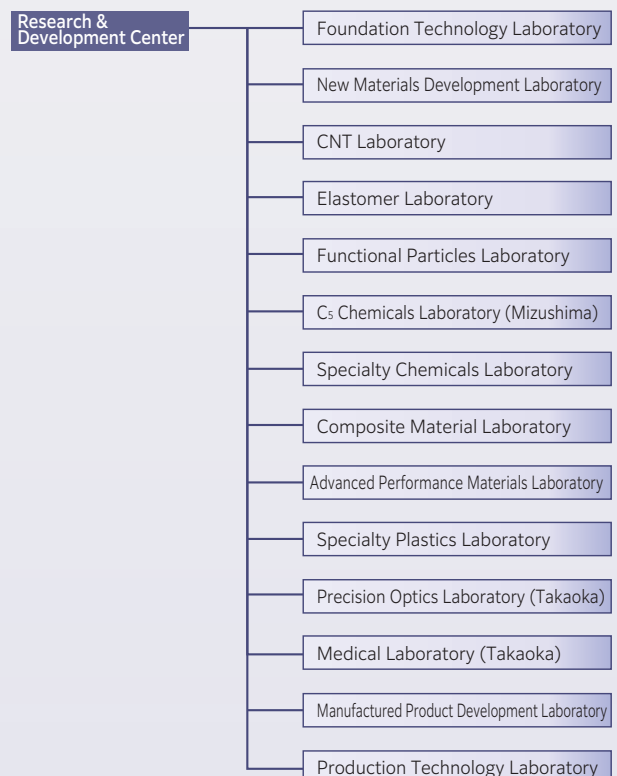 Research &
Development Center
Foundation Technology Laboratory
New Materials Development Laboratory
CNT Laboratory
Elastomer Laboratory
Functional Particles Laboratory
C₅ Chemicals Laboratory (Mizushima)
Specialty Chemicals Laboratory
Composite Material Laboratory
Advanced Performance Materials Laboratory
Specialty Plastics Laboratory
Precision Optics Laboratory (Takaoka)
Medical Laboratory (Takaoka)
Manufactured Product Development Laboratory
Production Technology Laboratory